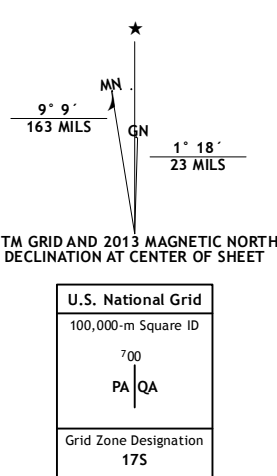 ★
MN
9° 9´
163 MILS
GN
1° 18´
23 MILS
TM GRID AND 2013 MAGNETIC NORTH
DECLINATION AT CENTER OF SHEET
U.S. National Grid
100,000-m Square ID
⁷00
PA QA
Grid Zone Designation
17S